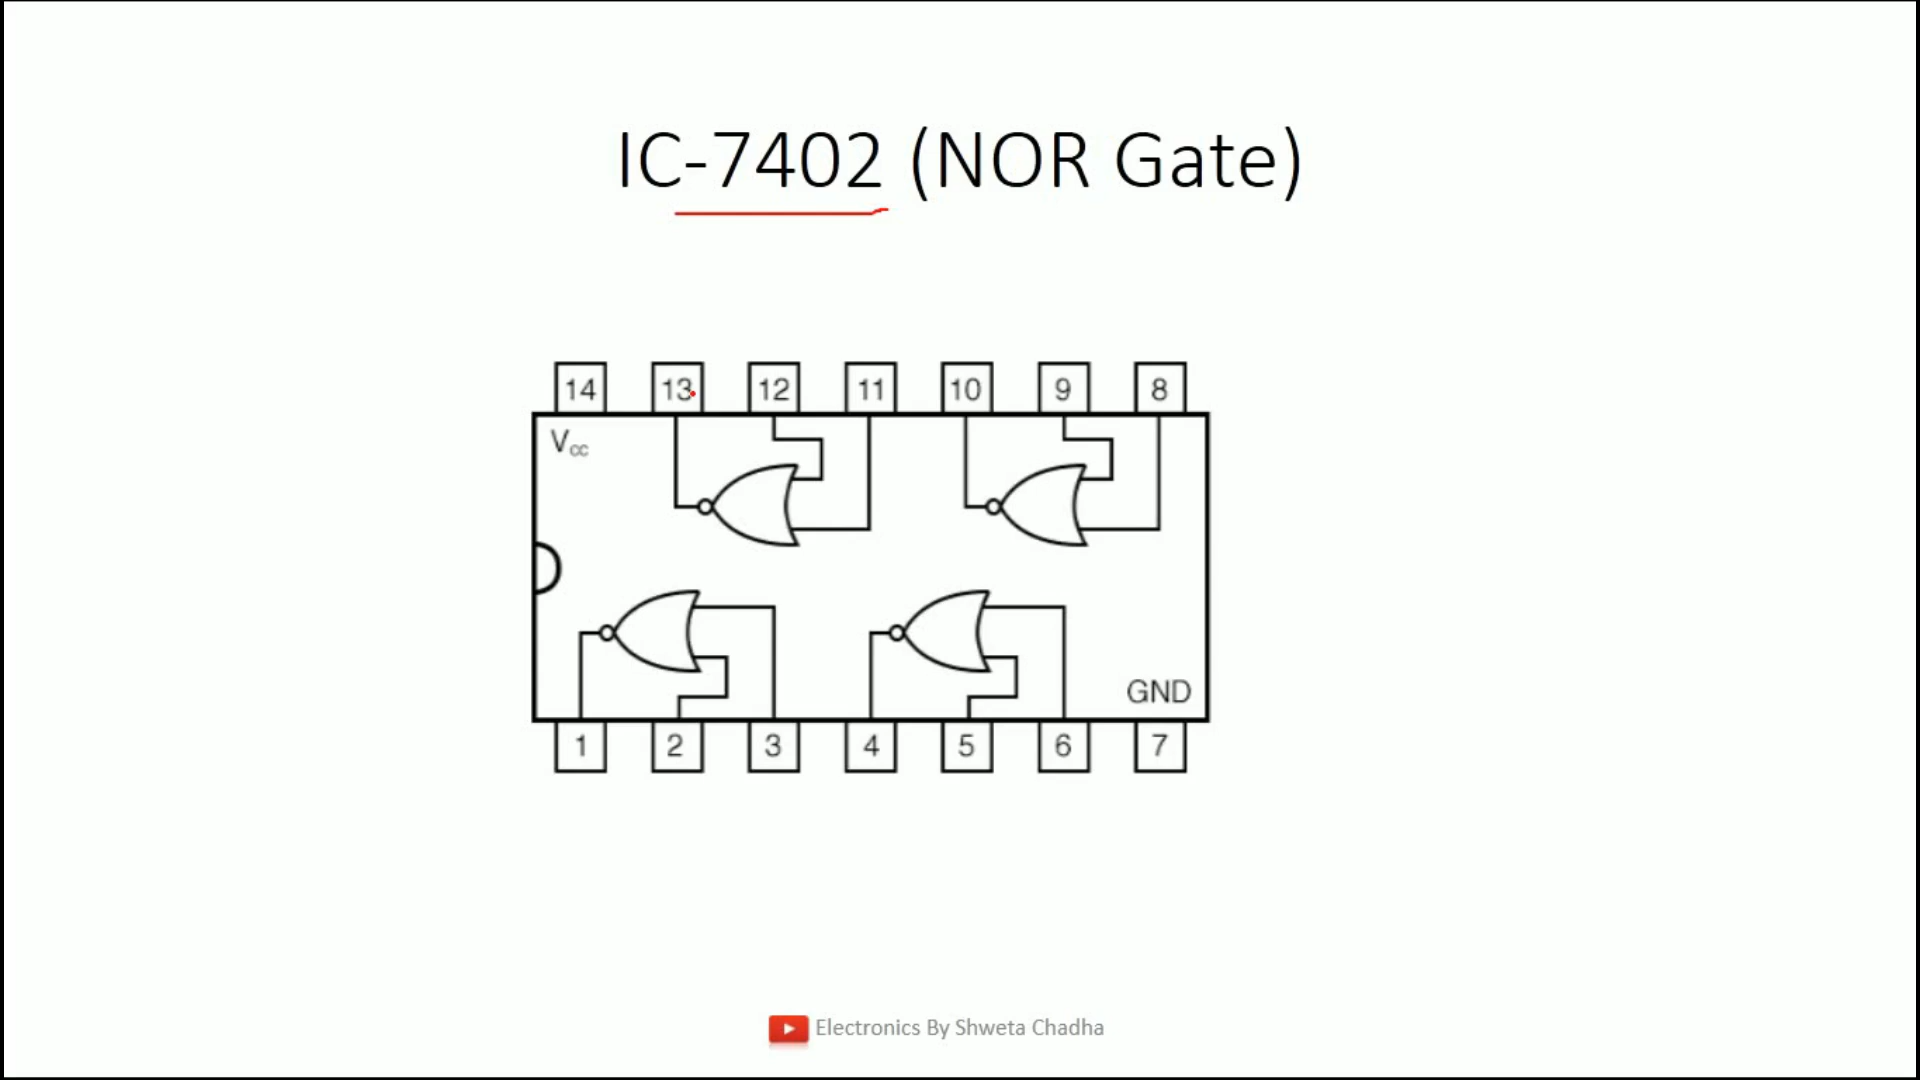 IC-7402 (NOR Gate)
14 13 12 11 10 9 8
Vcc
GND
1 2 3 4 5 6 7
Electronics By Shweta Chadha